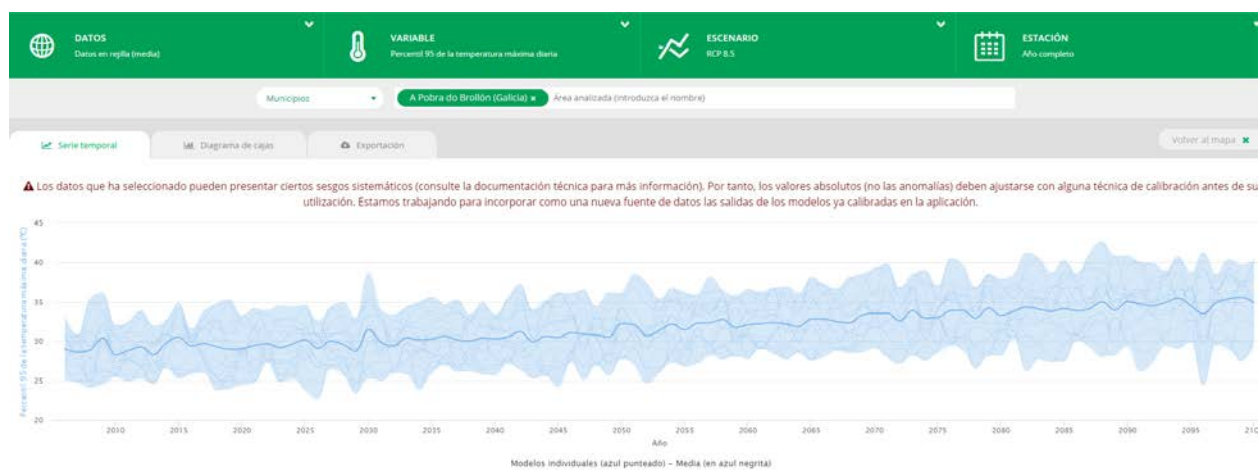 DATOS
Datos en rejilla (media)
VARIABLE
Percentil 95 de la temperatura máxima diaria
ESCENARIO
RCP 8.5
ESTACIÓN
Año completo
Municipios
A Pobra do Brollón (Galicia) x
Área analizada (introduzca el nombre)
Serie temporal
Diagrama de cajas
Exportación
Volver al mapa x
Los datos que ha seleccionado pueden presentar ciertos sesgos sistemáticos (consulte la documentación técnica para más información). Por tanto, los valores absolutos (no las anomalías) deben ajustarse con alguna técnica de calibración antes de su
utilización. Estamos trabajando para incorporar como una nueva fuente de datos las salidas de los modelos ya calibradas en la aplicación.
Percentil 95 de la temperatura máxima diaria (ºC)
45
40
35
30
25
20
2010 2015 2020 2025 2030 2035 2040 2045 2050 2055 2060 2065 2070 2075 2080 2085 2090 2095 210
Año
Modelos individuales (azul punteado) – Media (en azul negrita)